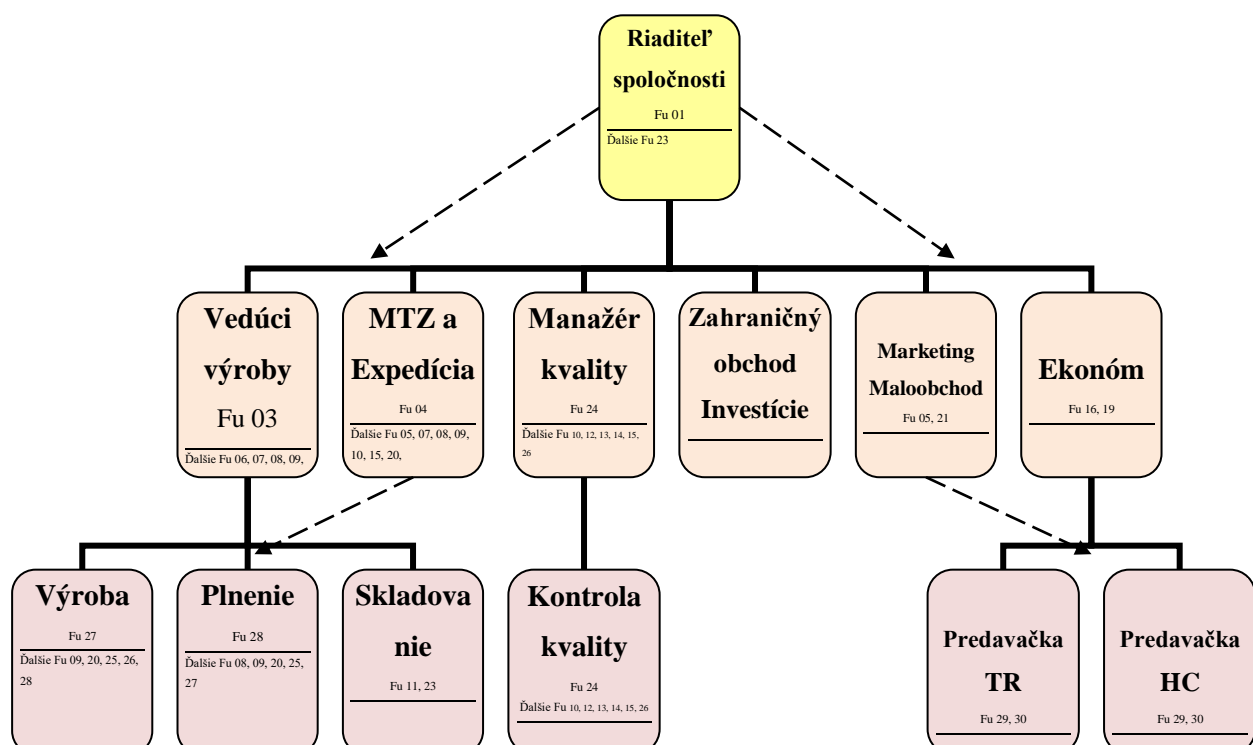 Riaditeľ
spoločnosti
Fu 01
Ďalšie Fu 23
Vedúci
výroby
Fu 03
Ďalšie Fu 06, 07, 08, 09,
MTZ a
Expedícia
Fu 04
Ďalšie Fu 05, 07, 08, 09,
10, 15, 20,
Manažér
kvality
Fu 24
Ďalšie Fu 10, 12, 13, 14, 15,
26
Zahraničný
obchod
Investície
Marketing
Maloobchod
Fu 05, 21
Ekonóm
Fu 16, 19
Výroba
Fu 27
Ďalšie Fu 09, 20, 25, 26,
28
Plnenie
Fu 28
Ďalšie Fu 08, 09, 20, 25,
27
Skladova
nie
Fu 11, 23
Kontrola
kvality
Fu 24
Ďalšie Fu 10, 12, 13, 14, 15, 26
Predavačka
TR
Fu 29, 30
Predavačka
HC
Fu 29, 30